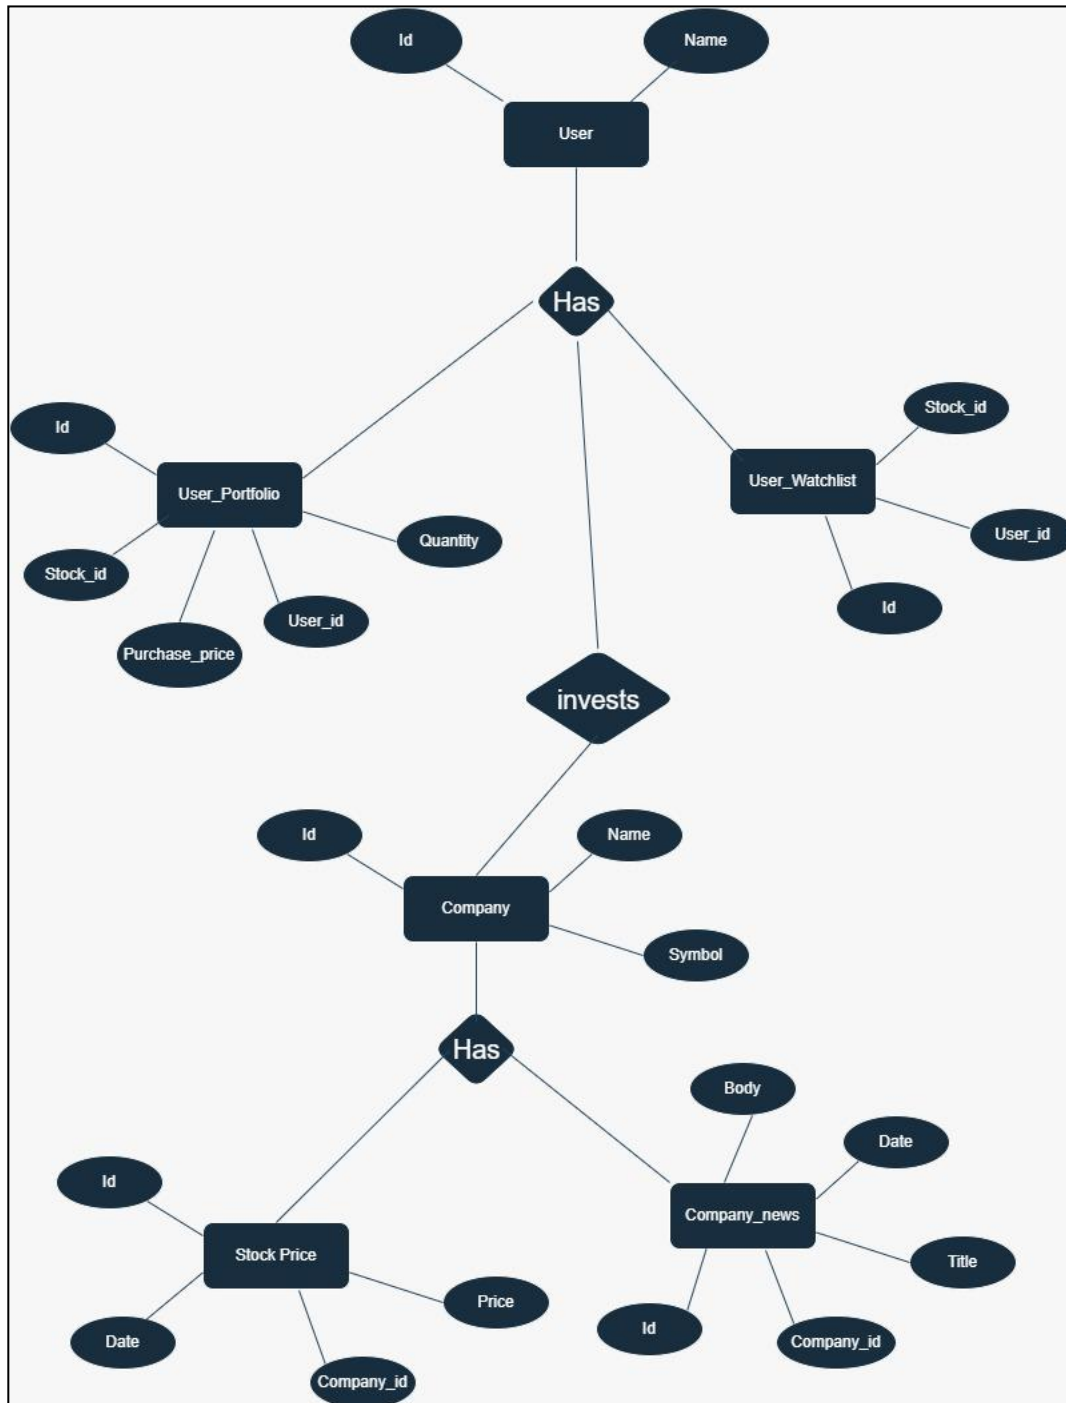 Id
Name
User
Has
Stock_id
Id
User_Watchlist
User_Portfolio
User_id
Quantity
Stock_id
Id
User_id
Purchase_price
invests
Id
Name
Company
Symbol
Has
Body
Date
Id
Company_news
Stock Price
Title
Price
Id
Date
Company_id
Company_id